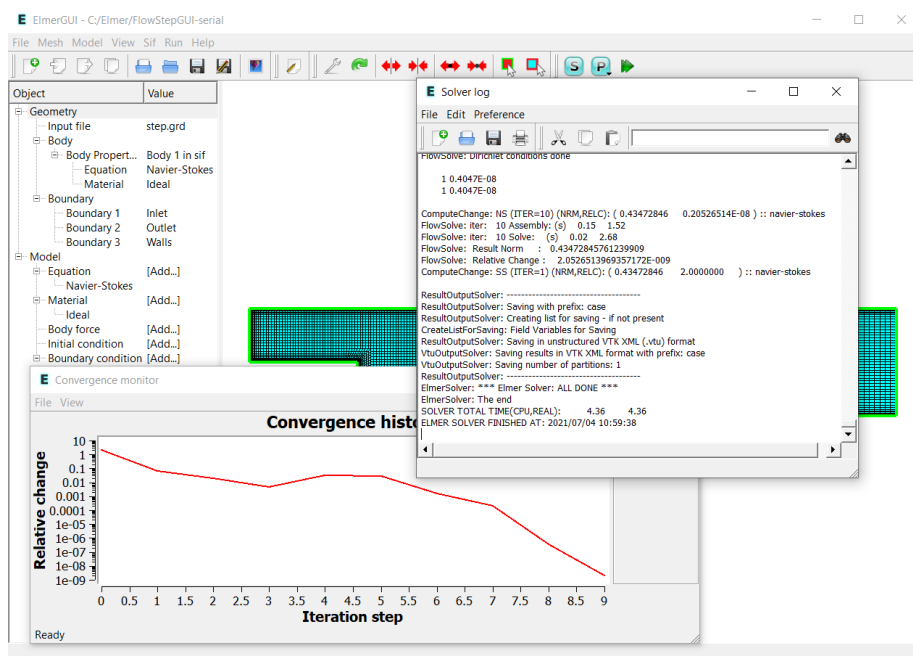 ElmerGUI - C:/Elmer/FlowStepGUI-serial
File Mesh Model View Sif Run Help
S P
Object Value
Geometry
Input file step.grd
Body
Body Propert... Body 1 in sif
Equation Navier-Stokes
Material Ideal
Boundary
Boundary 1 Inlet
Boundary 2 Outlet
Boundary 3 Walls
Model
Equation [Add...]
Navier-Stokes
Material [Add...]
Ideal
Body force [Add...]
Initial condition [Add...]
Boundary condition [Add...]
Solver log
File Edit Preference
FlowSolve: Dirichlet conditions done
1 0.4047E-08
1 0.4047E-08
ComputeChange: NS (ITER=10) (NRM,RELC): ( 0.43472846 0.20526514E-08 ) :: navier-stokes
FlowSolve: iter: 10 Assembly: (s) 0.15 1.52
FlowSolve: iter: 10 Solve: (s) 0.02 2.68
FlowSolve: Result Norm : 0.43472845761239909
FlowSolve: Relative Change : 2.0526513969357172E-009
ComputeChange: SS (ITER=1) (NRM,RELC): ( 0.43472846 2.0000000 ) :: navier-stokes
ResultOutputSolver: -------------------------------------
ResultOutputSolver: Saving with prefix: case
ResultOutputSolver: Creating list for saving - if not present
CreateListForSaving: Field Variables for Saving
ResultOutputSolver: Saving in unstructured VTK XML (.vtu) format
VtuOutputSolver: Saving results in VTK XML format with prefix: case
VtuOutputSolver: Saving number of partitions: 1
ResultOutputSolver: -------------------------------------
ElmerSolver: *** Elmer Solver: ALL DONE ***
ElmerSolver: The end
SOLVER TOTAL TIME(CPU,REAL): 4.36 4.36
ELMER SOLVER FINISHED AT: 2021/07/04 10:59:38
Convergence monitor
File View
Convergence histo
Relative change
10
1
0.1
0.01
0.001
0.0001
1e-05
1e-06
1e-07
1e-08
1e-09
0 0.5 1 1.5 2 2.5 3 3.5 4 4.5 5 5.5 6 6.5 7 7.5 8 8.5 9
Iteration step
Ready